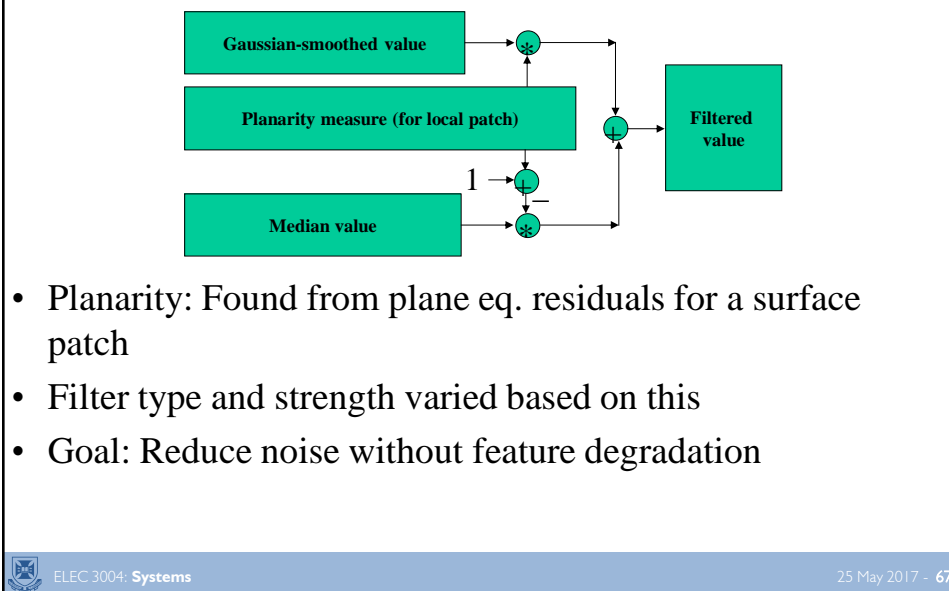 Gaussian-smoothed value
*
Planarity measure (for local patch)
Filtered
value
+
1
+
−
Median value
*
• Planarity: Found from plane eq. residuals for a surface
patch
• Filter type and strength varied based on this
• Goal: Reduce noise without feature degradation
ELEC 3004: Systems
25 May 2017 - 67